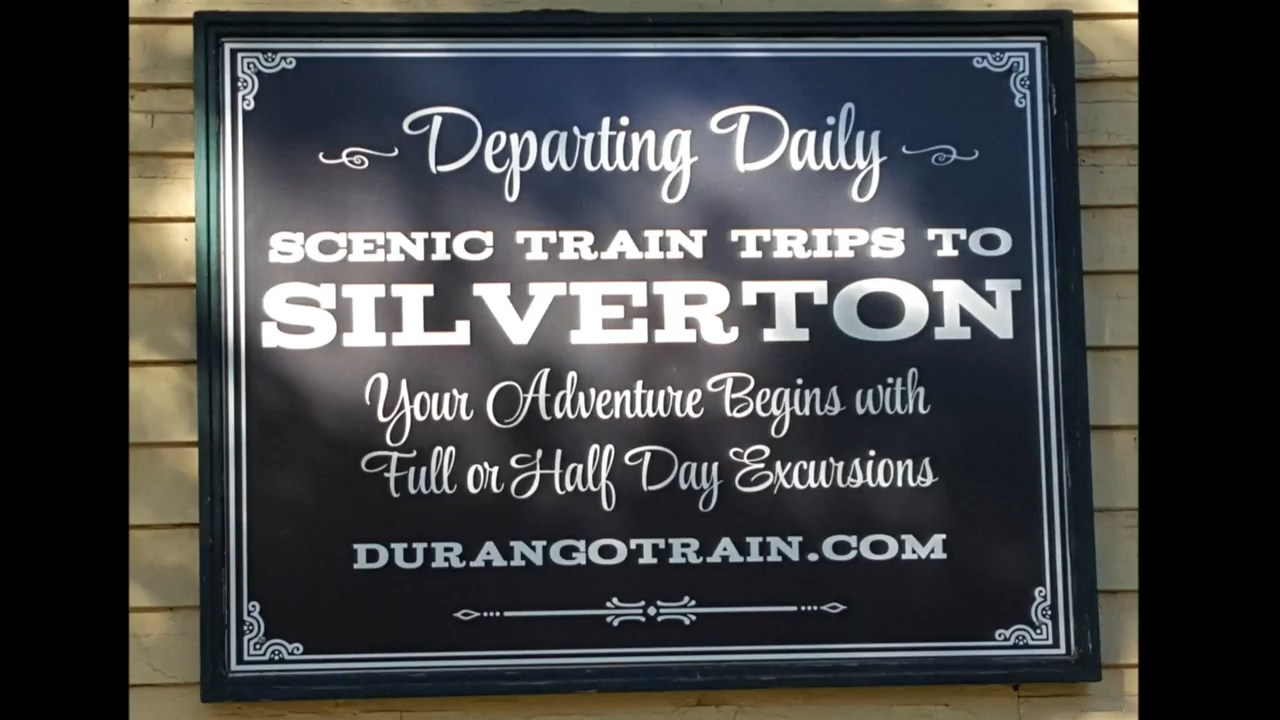 Departing Daily
SCENIC TRAIN TRIPS TO
SILVERTON
Your Adventure Begins with
Full or Half Day Excursions
DURANGOTRAIN.COM